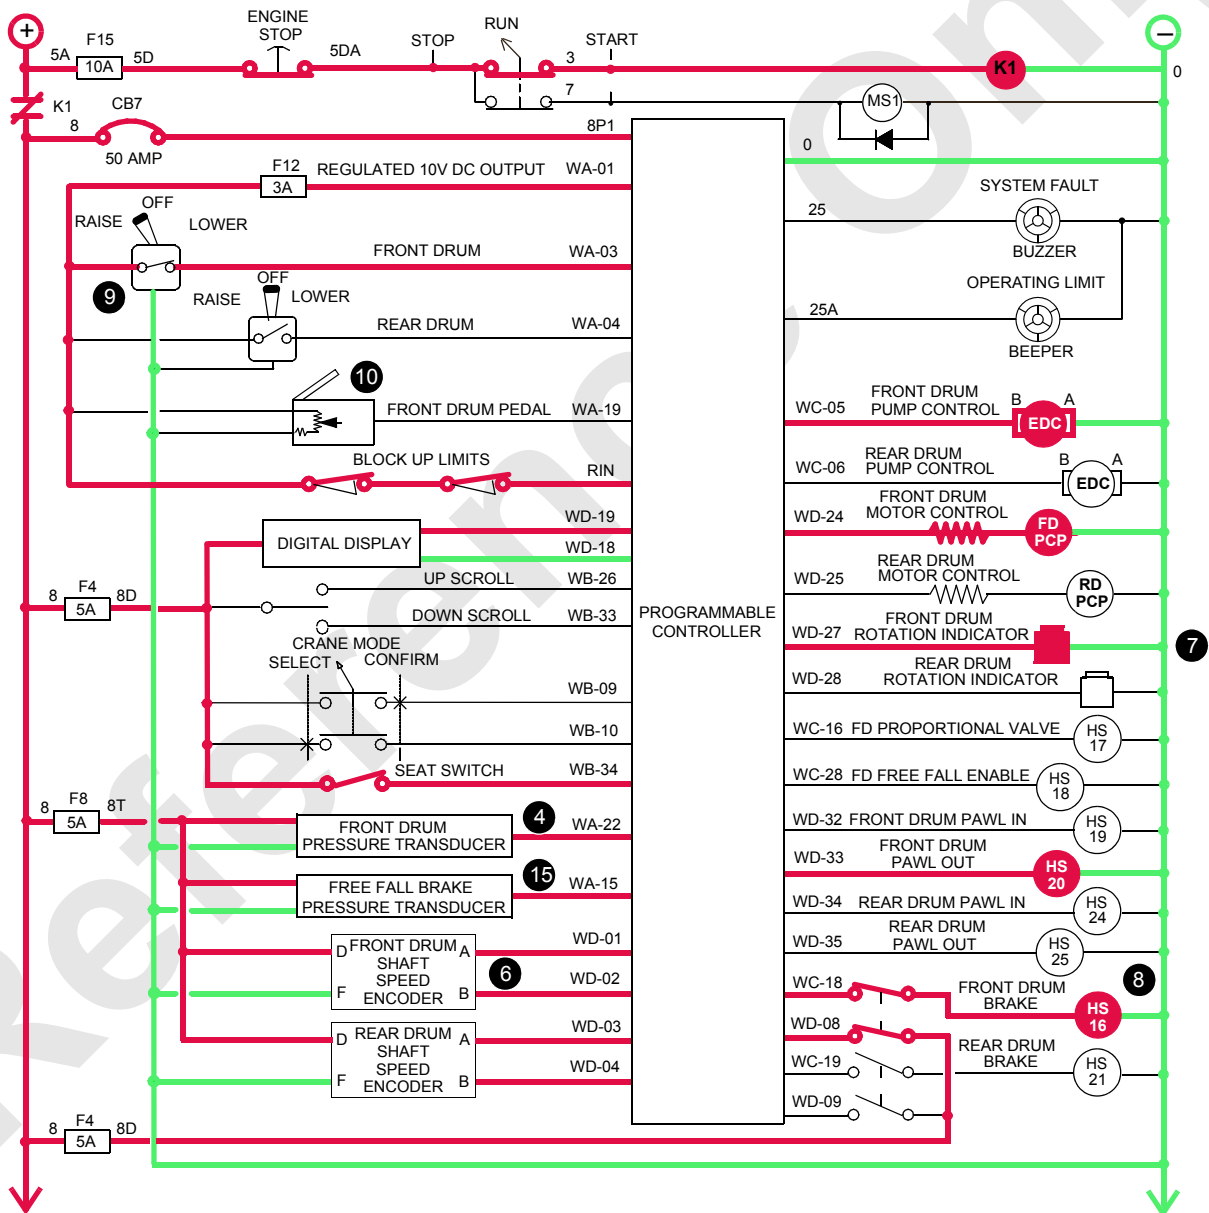 +
ENGINE
STOP
RUN
STOP
START
5A
F15
10A
5D
5DA
3
K1
0
K1
8
CB7
50 AMP
7
MS1
8P1
0
F12
3A
REGULATED 10V DC OUTPUT
WA-01
RAISE
OFF
LOWER
FRONT DRUM
WA-03
9
RAISE
OFF
LOWER
REAR DRUM
WA-04
10
FRONT DRUM PEDAL
WA-19
BLOCK UP LIMITS
RIN
DIGITAL DISPLAY
WD-19
WD-18
8
F4
5A
8D
UP SCROLL
WB-26
DOWN SCROLL
WB-33
CRANE MODE
SELECT
CONFIRM
WB-09
WB-10
SEAT SWITCH
WB-34
8
F8
5A
8T
FRONT DRUM
PRESSURE TRANSDUCER
4
WA-22
FREE FALL BRAKE
PRESSURE TRANSDUCER
15
WA-15
D
FRONT DRUM
SHAFT
SPEED
ENCODER
A
F
B
6
WD-01
WD-02
D
REAR DRUM
SHAFT
SPEED
ENCODER
A
F
B
WD-03
WD-04
8
F4
5A
8D
PROGRAMMABLE
CONTROLLER
25
SYSTEM FAULT
BUZZER
25A
OPERATING LIMIT
BEEPER
WC-05
FRONT DRUM
PUMP CONTROL
B
A
EDC
WC-06
REAR DRUM
PUMP CONTROL
B
A
EDC
WD-24
FRONT DRUM
MOTOR CONTROL
FD
PCP
WD-25
REAR DRUM
MOTOR CONTROL
RD
PCP
WD-27
FRONT DRUM
ROTATION INDICATOR
7
WD-28
REAR DRUM
ROTATION INDICATOR
WC-16 FD PROPORTIONAL VALVE
HS
17
WC-28 FD FREE FALL ENABLE
HS
18
WD-32 FRONT DRUM PAWL IN
HS
19
WD-33
FRONT DRUM
PAWL OUT
HS
20
WD-34 REAR DRUM PAWL IN
HS
24
WD-35
REAR DRUM
PAWL OUT
HS
25
WC-18
FRONT DRUM
BRAKE
8
HS
16
WD-08
WC-19
REAR DRUM
BRAKE
HS
21
WD-09